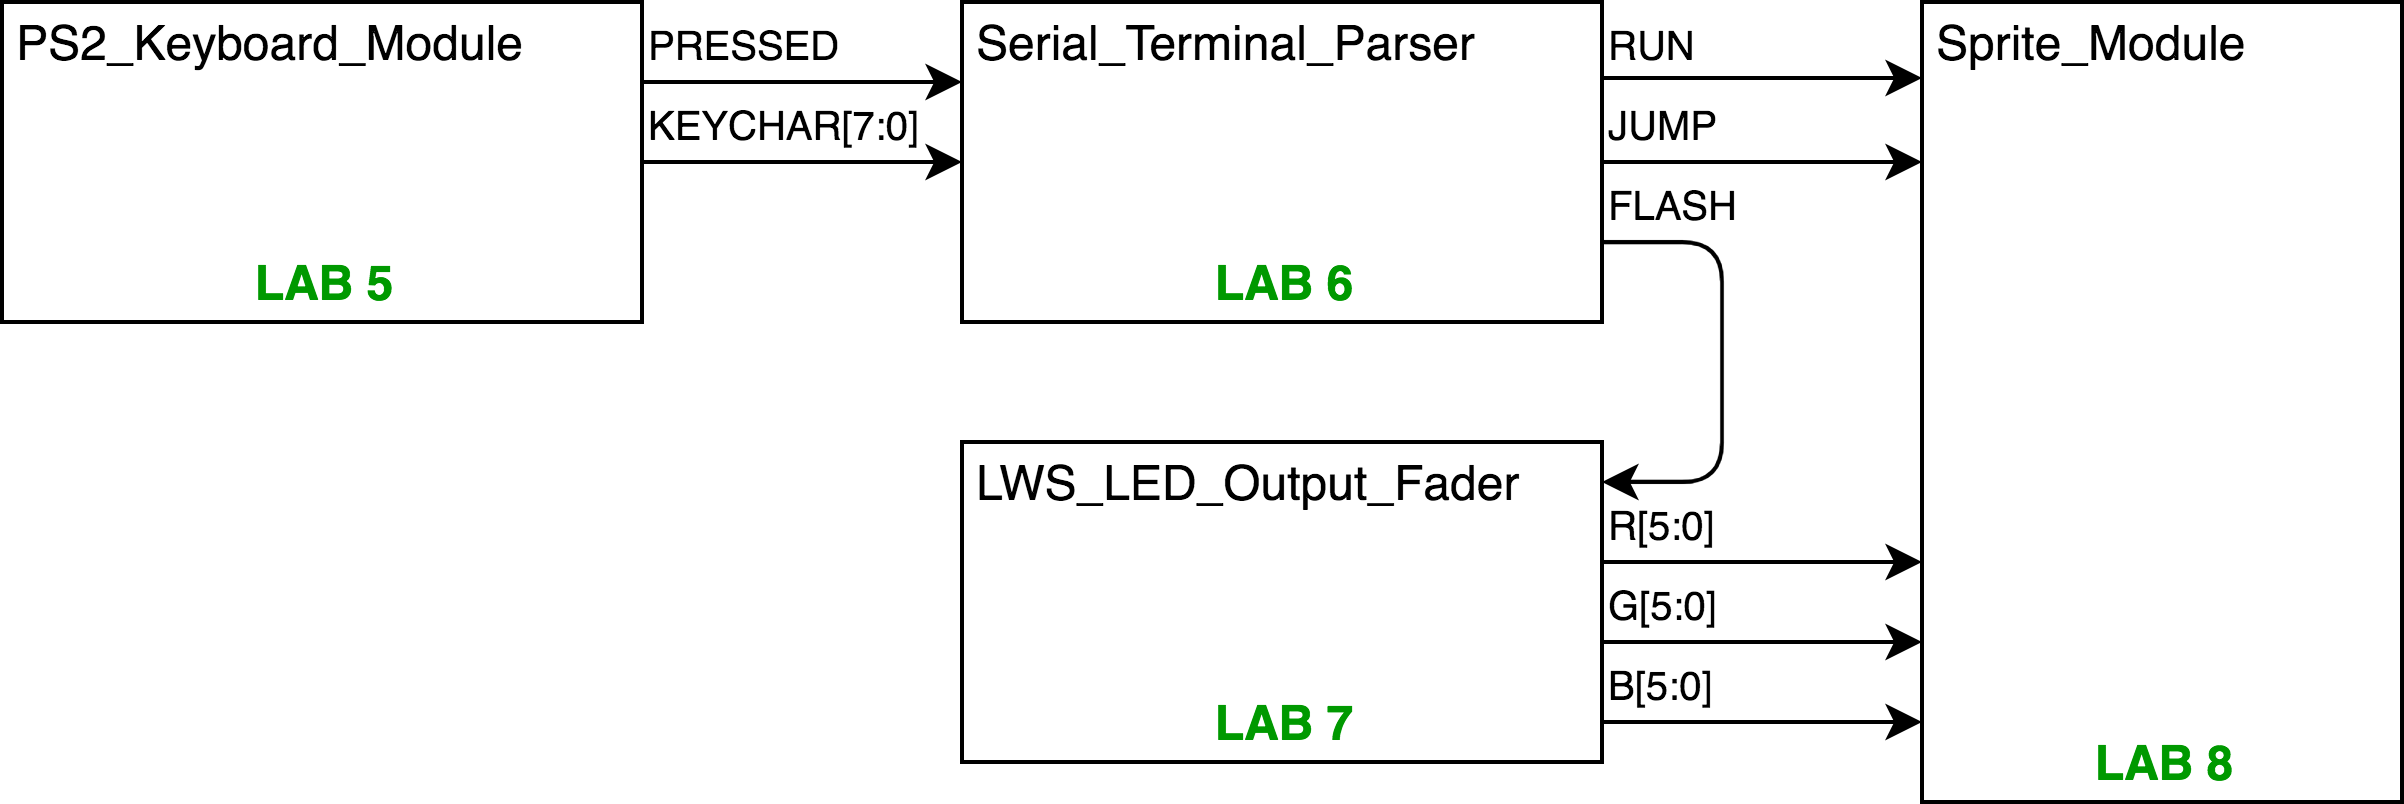 PS2_Keyboard_Module
PRESSED
KEYCHAR[7:0]
LAB 5
Serial_Terminal_Parser
RUN
JUMP
FLASH
LAB 6
LWS_LED_Output_Fader
R[5:0]
G[5:0]
B[5:0]
LAB 7
Sprite_Module
LAB 8